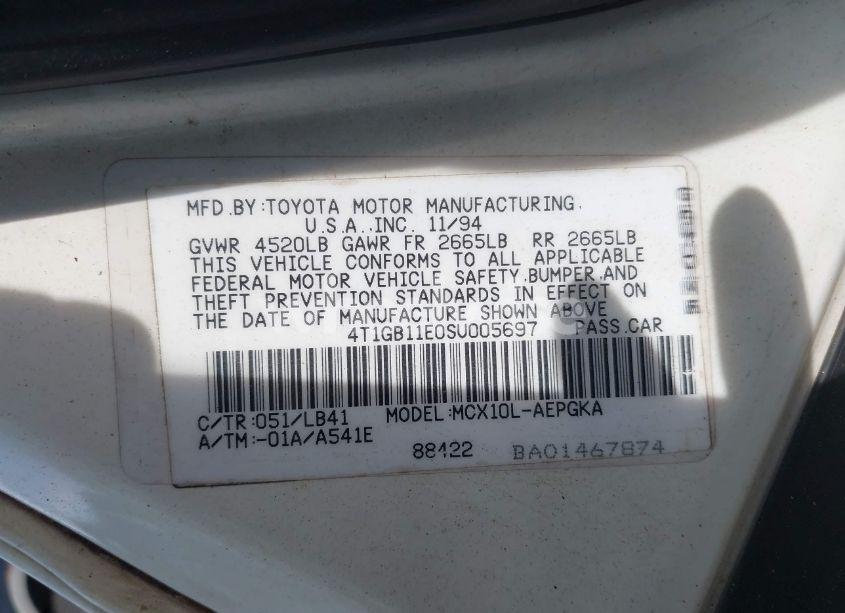 MFD.BY:TOYOTA MOTOR MANUFACTURING,
U.S.A.,INC. 11/94
GVWR 4520LB GAWR FR 2665LB RR 2665LB
THIS VEHICLE CONFORMS TO ALL APPLICABLE
FEDERAL MOTOR VEHICLE SAFETY,BUMPER,AND
THEFT PREVENTION STANDARDS IN EFFECT ON
THE DATE OF MANUFACTURE SHOWN ABOVE
4T1GB11E0SU005697 PASS.CAR
C/TR:051/LB41 MODEL:MCX10L-AEPGKA
A/TM:-01A/A541E
88422 BA01467874